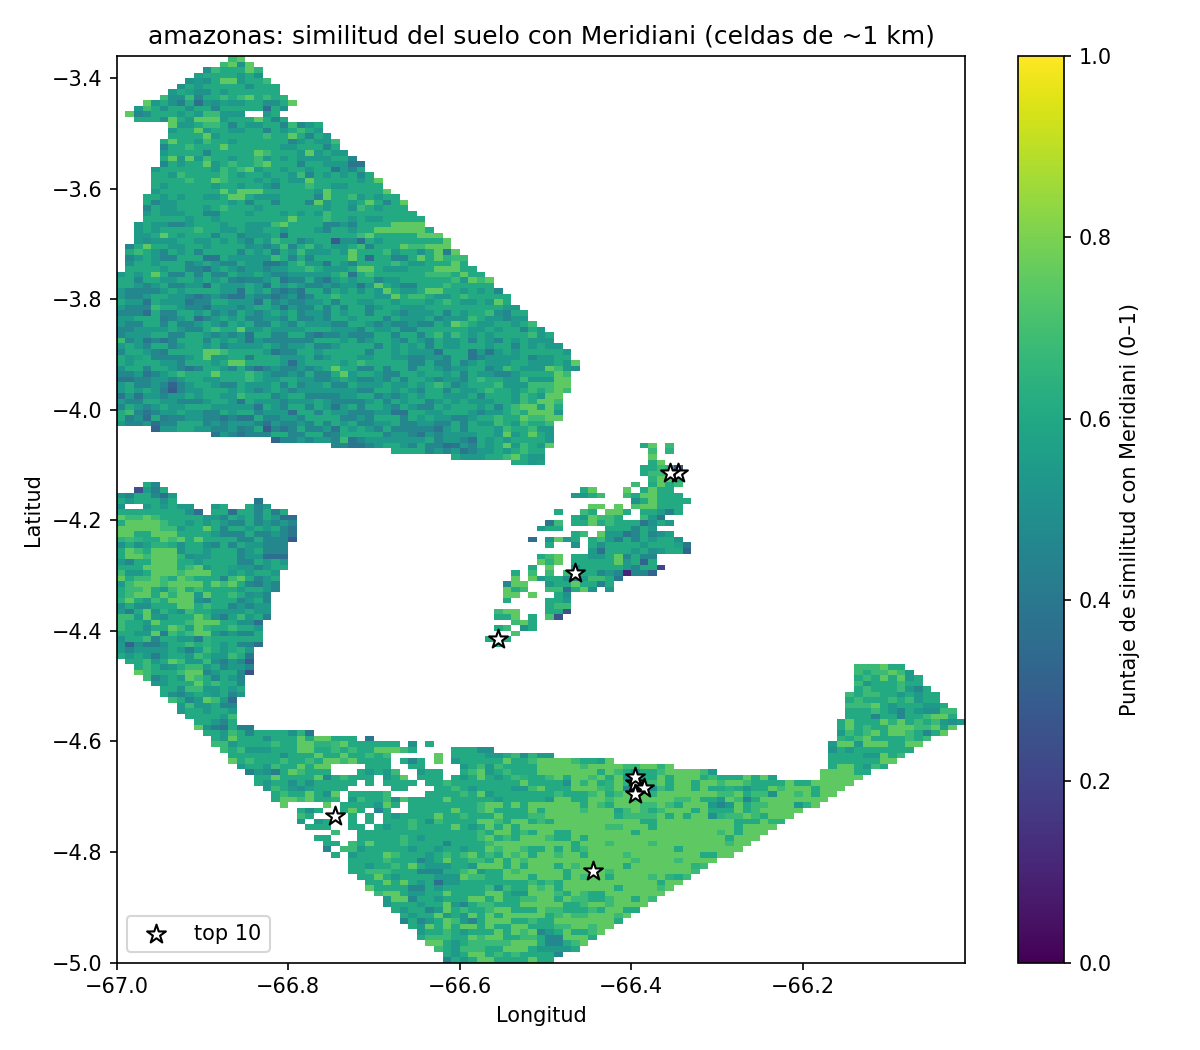 amazonas: similitud del suelo con Meridiani (celdas de ~1 km)
−3.4
−3.6
−3.8
−4.0
−4.2
−4.4
−4.6
−4.8
−5.0
Latitud
−67.0 −66.8 −66.6 −66.4 −66.2
Longitud
top 10
1.0
0.8
0.6
0.4
0.2
0.0
Puntaje de similitud con Meridiani (0–1)